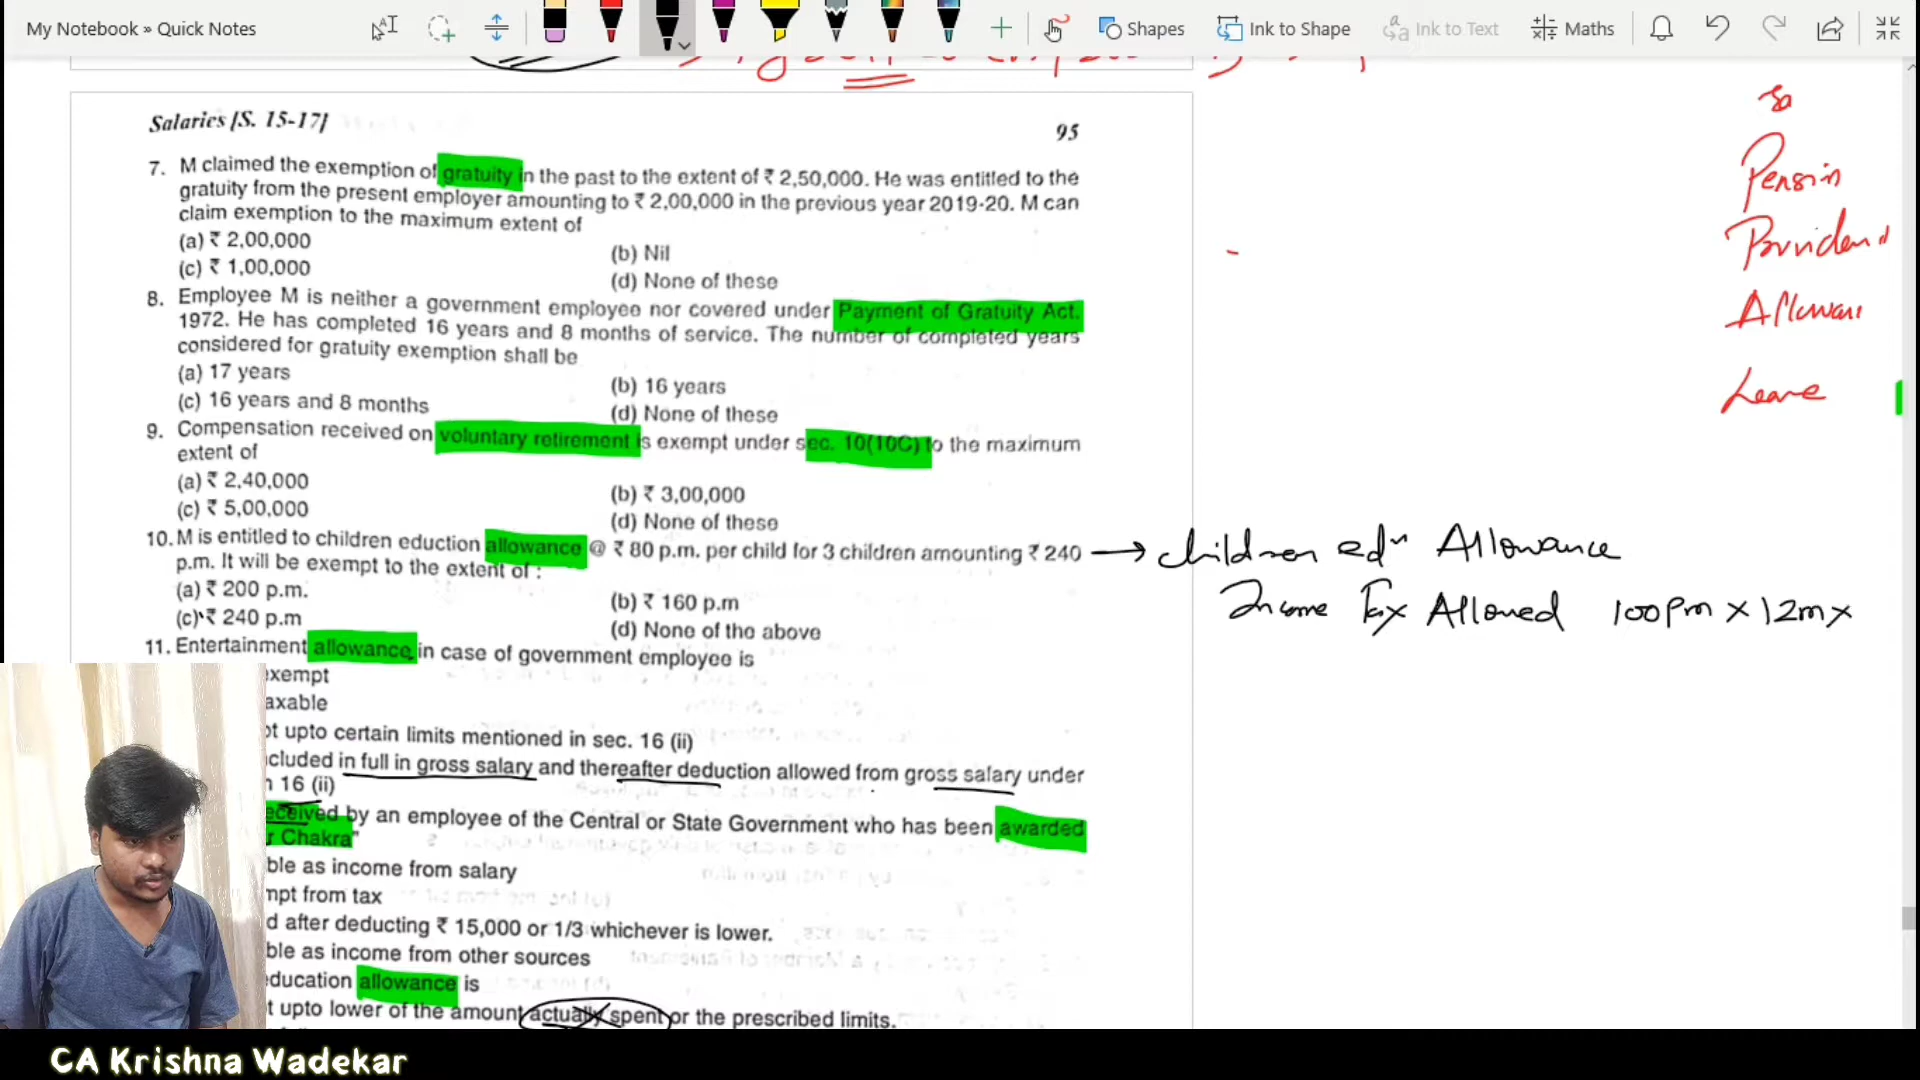 My Notebook » Quick Notes
Shapes
Ink to Shape
Ink to Text
Maths
Salaries [S. 15-17]
95
7. M claimed the exemption of gratuity in the past to the extent of ₹ 2,50,000. He was entitled to the
gratuity from the present employer amounting to ₹ 2,00,000 in the previous year 2019-20. M can
claim exemption to the maximum extent of
(a) ₹ 2,00,000
(b) Nil
(c) ₹ 1,00,000
(d) None of these
8. Employee M is neither a government employee nor covered under Payment of Gratuity Act.
1972. He has completed 16 years and 8 months of service. The number of completed years
considered for gratuity exemption shall be
(a) 17 years
(b) 16 years
(c) 16 years and 8 months
(d) None of these
9. Compensation received on voluntary retirement is exempt under sec. 10(10C) to the maximum
extent of
(a) ₹ 2,40,000
(b) ₹ 3,00,000
(c) ₹ 5,00,000
(d) None of these
10. M is entitled to children eduction allowance @ ₹ 80 p.m. per child for 3 children amounting ₹ 240
p.m. It will be exempt to the extent of :
(a) ₹ 200 p.m.
(b) ₹ 160 p.m
(c) ₹ 240 p.m
(d) None of the above
11. Entertainment allowance in case of government employee is
exempt
axable
pt upto certain limits mentioned in sec. 16 (ii)
cluded in full in gross salary and thereafter deduction allowed from gross salary under
n 16 (ii)
eceived by an employee of the Central or State Government who has been awarded
r Chakra"
ble as income from salary
mpt from tax
d after deducting ₹ 15,000 or 1/3 whichever is lower.
ble as income from other sources
ducation allowance is
t upto lower of the amount actually spent or the prescribed limits.
Children edn Allowance
Income Tax Allowed 100 Pm × 12m ×
Pension
Providend
Allowan
Leave
CA Krishna Wadekar